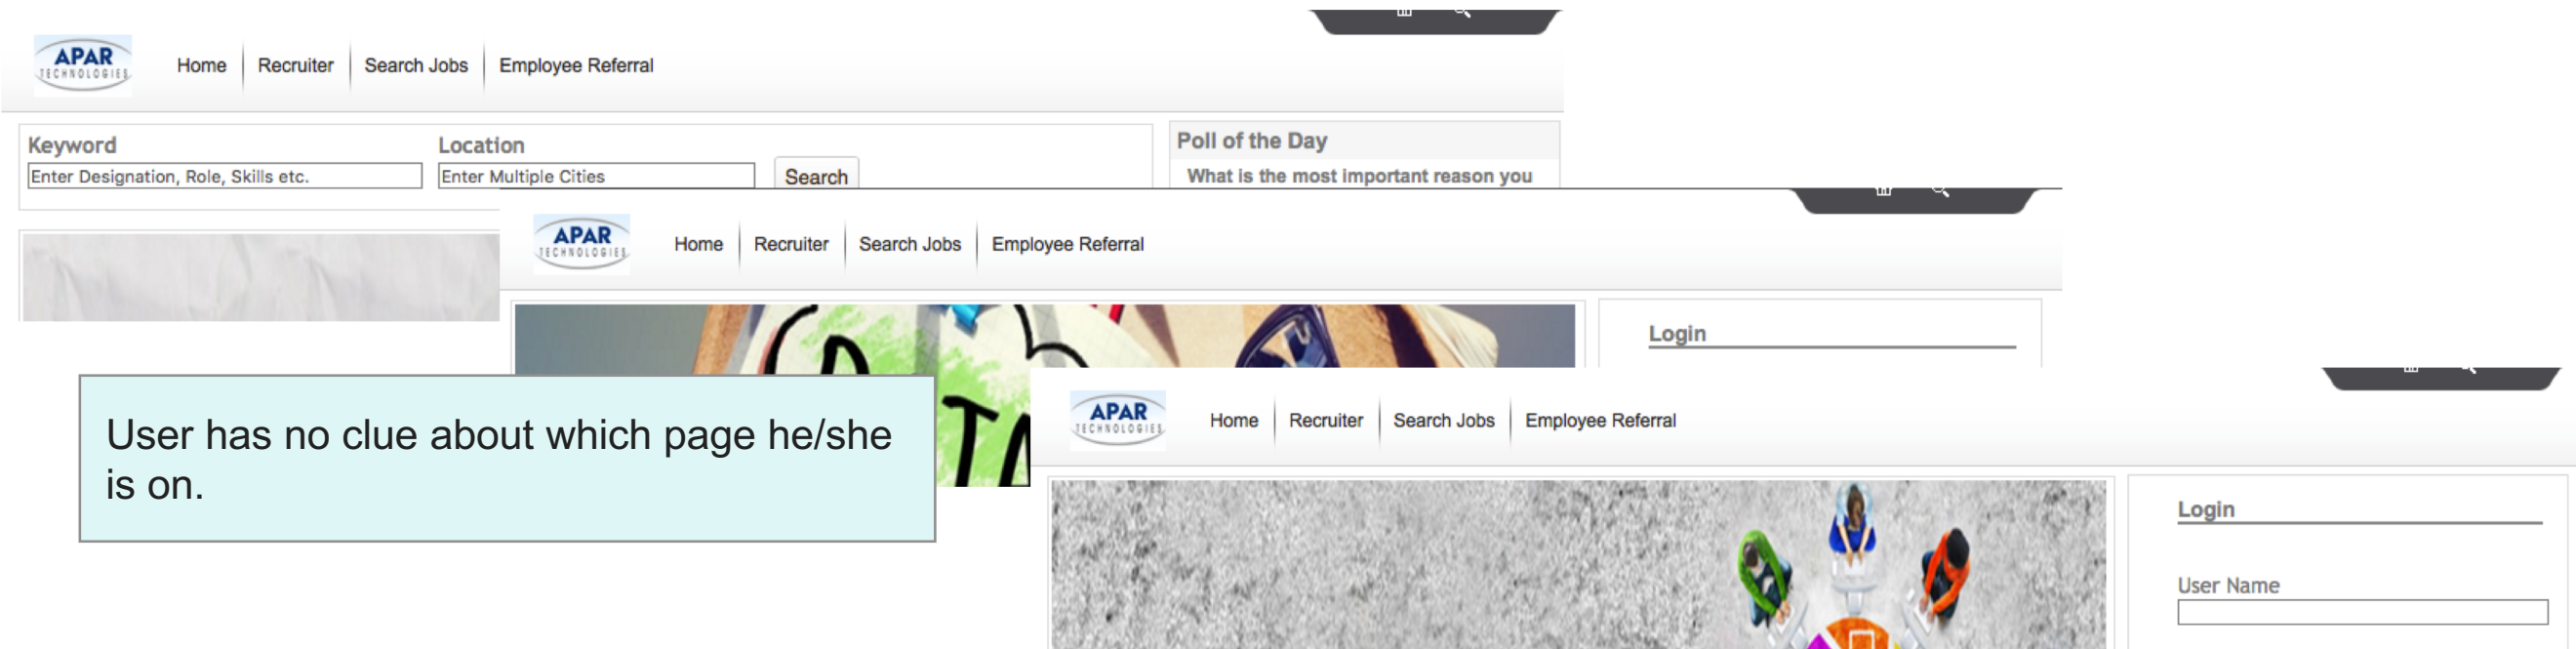 APAR
TECHNOLOGIES
Home
Recruiter
Search Jobs
Employee Referral
Keyword
Location
Enter Designation, Role, Skills etc.
Enter Multiple Cities
Search
Poll of the Day
What is the most important reason you
APAR
TECHNOLOGIES
Home
Recruiter
Search Jobs
Employee Referral
Login
User has no clue about which page he/she
is on.
APAR
TECHNOLOGIES
Home
Recruiter
Search Jobs
Employee Referral
Login
User Name